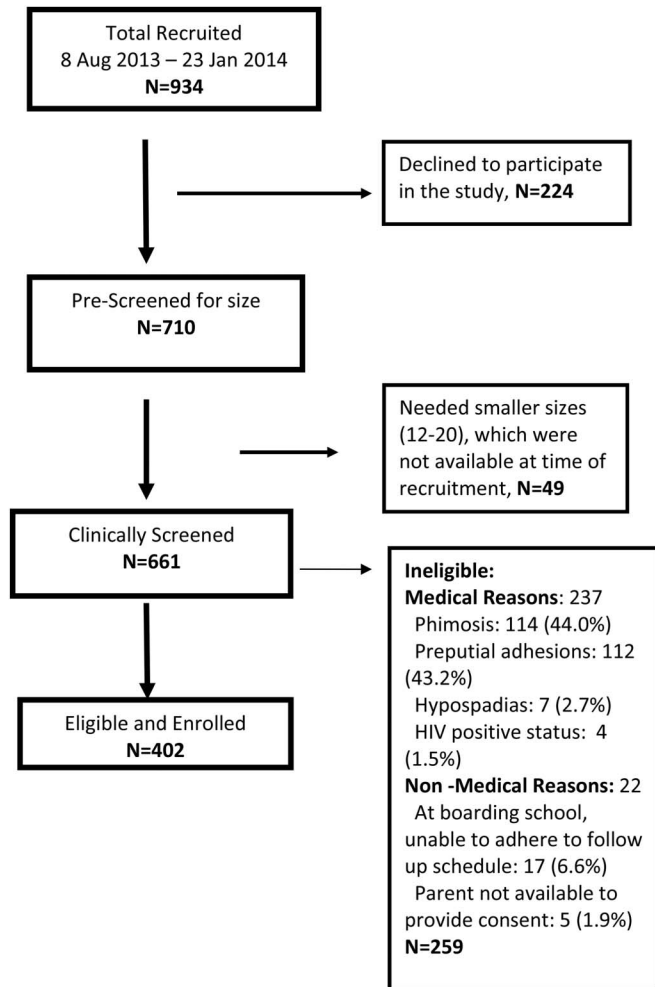 Total Recruited
8 Aug 2013 – 23 Jan 2014
N=934
Declined to participate
in the study, N=224
Pre-Screened for size
N=710
Needed smaller sizes
(12-20), which were
not available at time of
recruitment, N=49
Clinically Screened
N=661
Ineligible:
Medical Reasons: 237
Phimosis: 114 (44.0%)
Preputial adhesions: 112
(43.2%)
Hypospadias: 7 (2.7%)
HIV positive status: 4
(1.5%)
Non -Medical Reasons: 22
At boarding school,
unable to adhere to follow
up schedule: 17 (6.6%)
Parent not available to
provide consent: 5 (1.9%)
N=259
Eligible and Enrolled
N=402